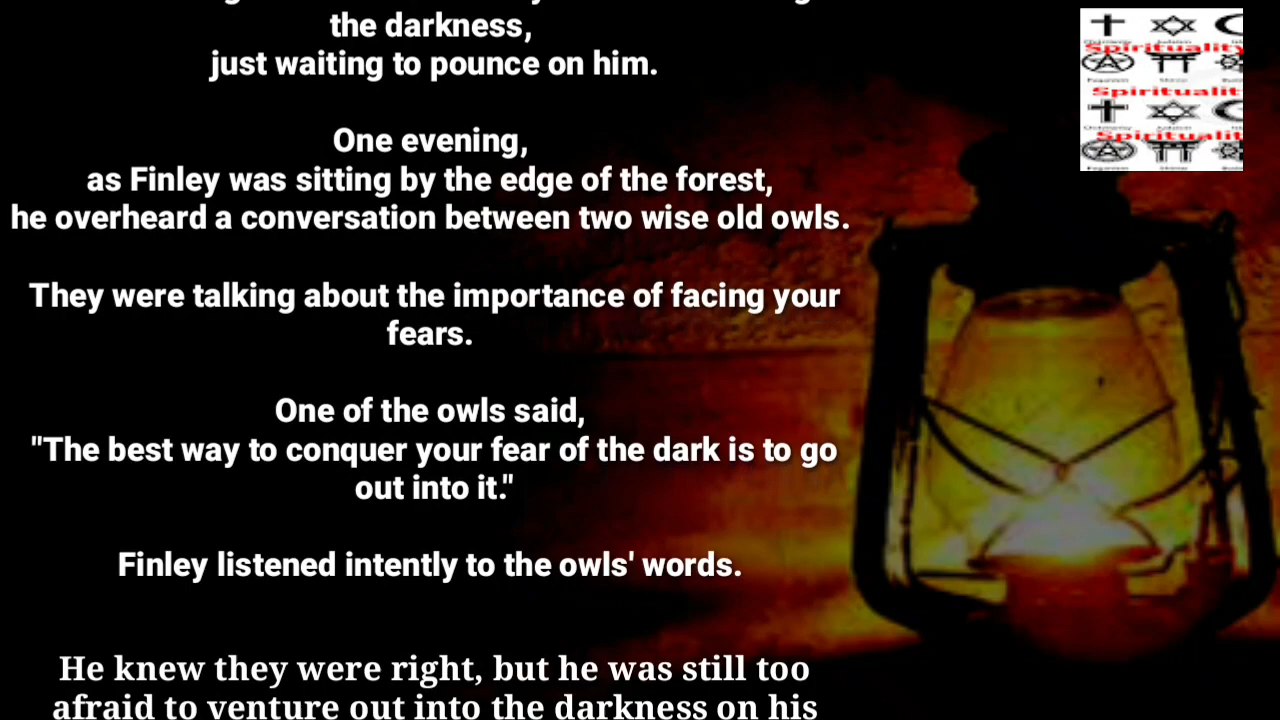 the darkness,
just waiting to pounce on him.
One evening,
as Finley was sitting by the edge of the forest,
he overheard a conversation between two wise old owls.
They were talking about the importance of facing your
fears.
One of the owls said,
"The best way to conquer your fear of the dark is to go
out into it."
Finley listened intently to the owls' words.
He knew they were right, but he was still too
afraid to venture out into the darkness on his
Spirituality
Spiritualit
Spiritualit